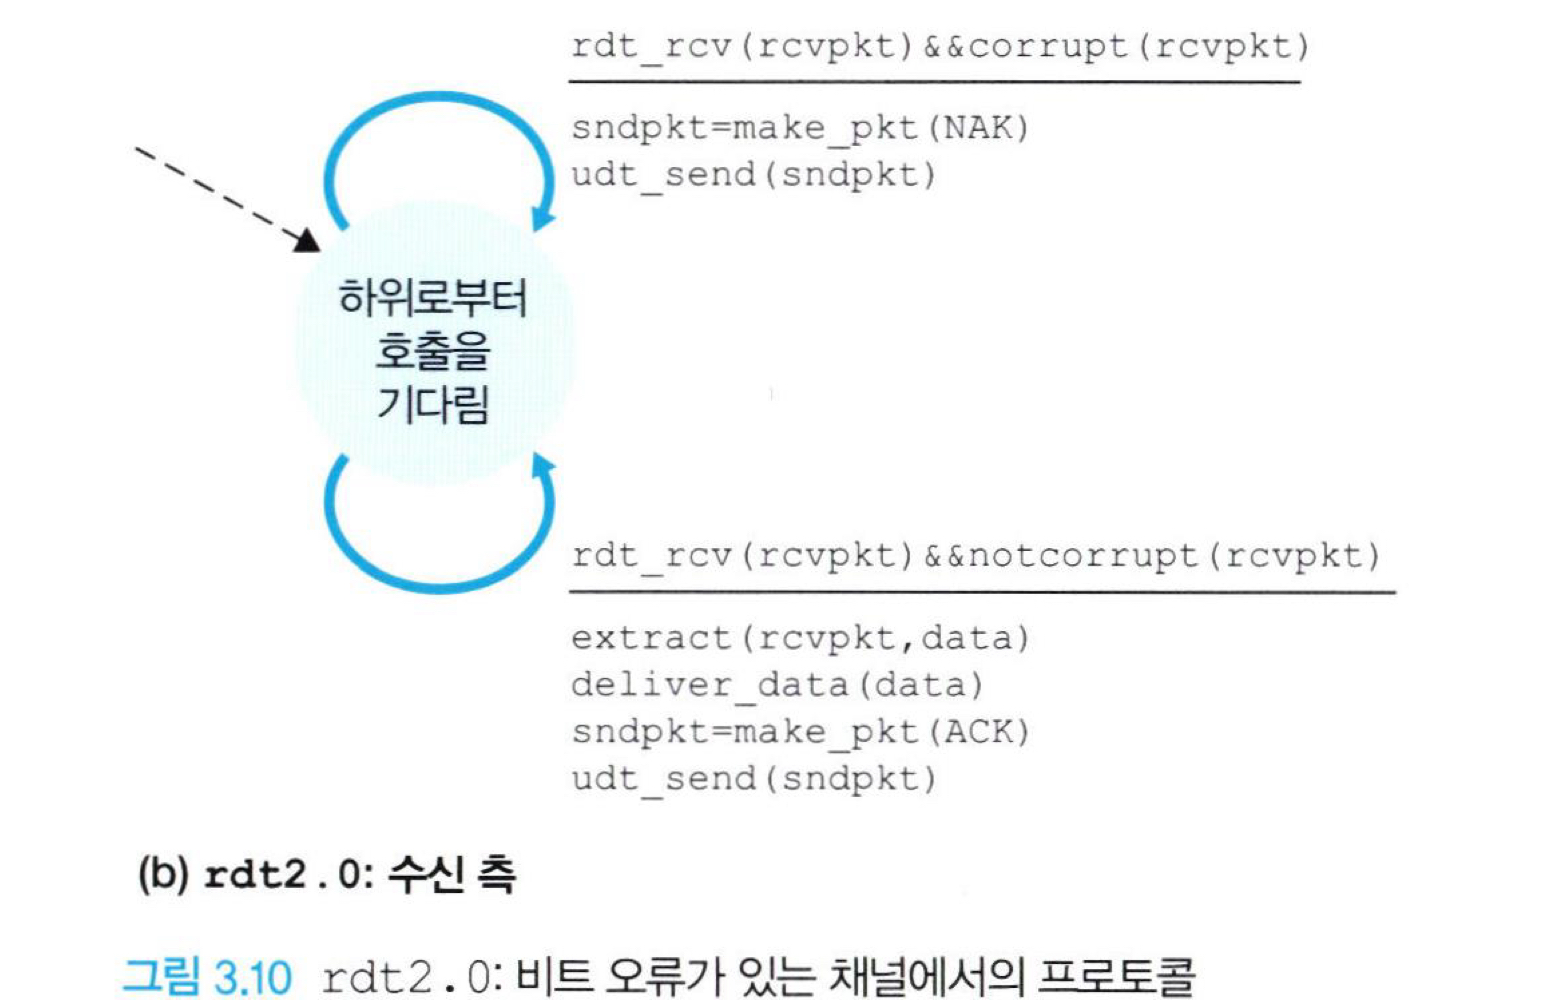 rdt_rcv(rcvpkt)&&corrupt(rcvpkt)
sndpkt=make_pkt(NAK)
udt_send(sndpkt)
하위로부터
호출을
기다림
rdt_rcv(rcvpkt)&&notcorrupt(rcvpkt)
extract(rcvpkt,data)
deliver_data(data)
sndpkt=make_pkt(ACK)
udt_send(sndpkt)
(b) rdt2.0: 수신 측
그림 3.10 rdt2.0: 비트 오류가 있는 채널에서의 프로토콜